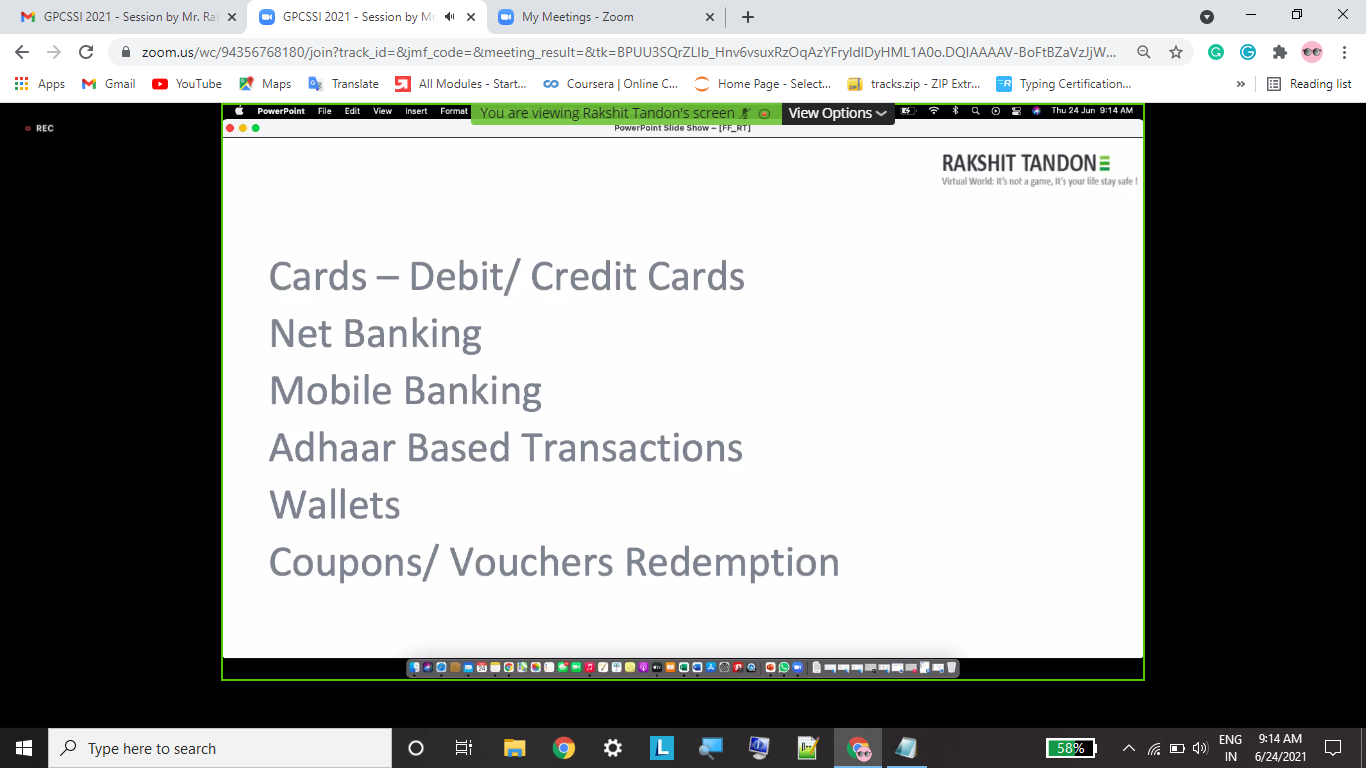 GPCSSI 2021 - Session by Mr. Ra
GPCSSI 2021 - Session by Mr
My Meetings - Zoom
zoom.us/wc/94356768180/join?track_id=&jmf_code=&meeting_result=&tk=
Apps
Gmail
YouTube
Maps
Translate
All Modules - Start...
Coursera | Online C...
Home Page - Select...
tracks.zip - ZIP Extr...
Typing Certification...
»
Reading list
REC
PowerPoint File Edit View Insert Format
You are viewing Rakshit Tandon's screen
View Options
Thu 24 Jun 9:14 AM
PowerPoint Slide Show – [FF_RT]
RAKSHIT TANDON
Virtual World: It's not a game, It's your life stay safe !
Cards – Debit/ Credit Cards
Net Banking
Mobile Banking
Adhaar Based Transactions
Wallets
Coupons/ Vouchers Redemption
Type here to search
L
58%
ENG
IN
9:14 AM
6/24/2021